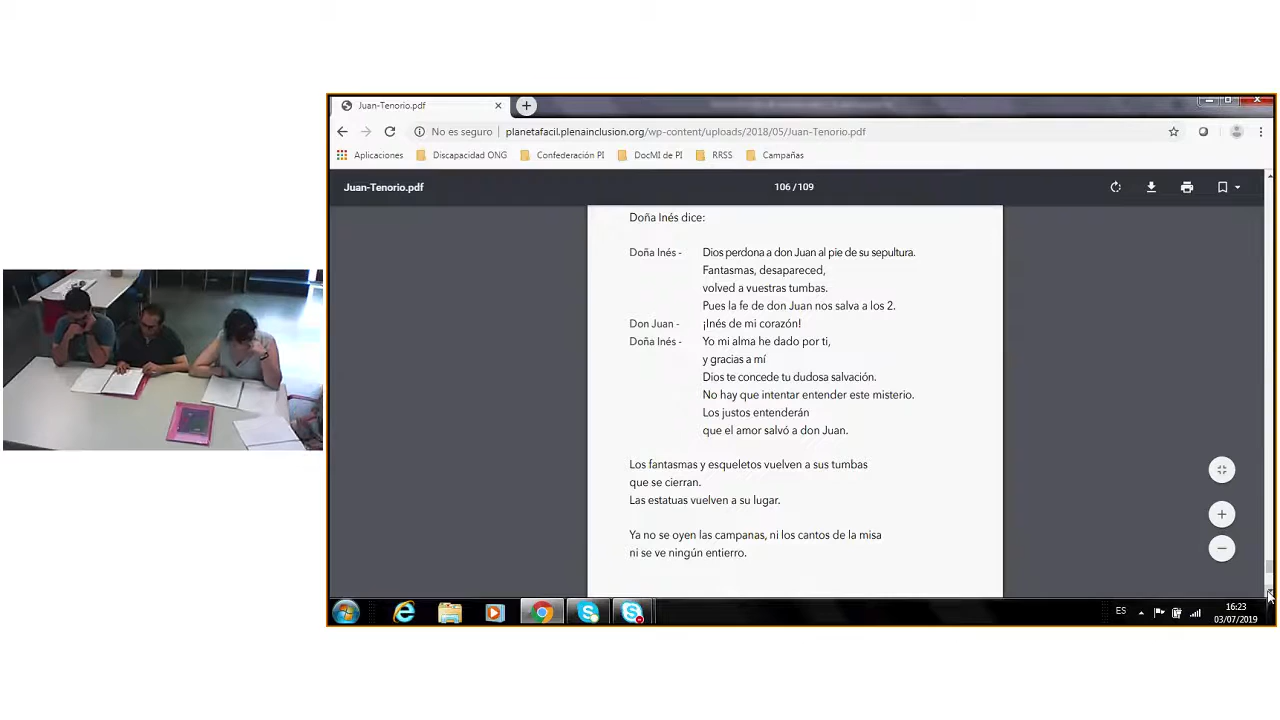 Juan-Tenorio.pdf
No es seguro planetafacil.plenainclusion.org/wp-content/uploads/2018/05/Juan-Tenorio.pdf
Aplicaciones Discapacidad ONG Confederación PI DocMI de PI RRSS Campañas
Juan-Tenorio.pdf 106 / 109
Doña Inés dice:
Doña Inés - Dios perdona a don Juan al pie de su sepultura.
Fantasmas, desapareced,
volved a vuestras tumbas.
Pues la fe de don Juan nos salva a los 2.
Don Juan - ¡Inés de mi corazón!
Doña Inés - Yo mi alma he dado por ti,
y gracias a mí
Dios te concede tu dudosa salvación.
No hay que intentar entender este misterio.
Los justos entenderán
que el amor salvó a don Juan.
Los fantasmas y esqueletos vuelven a sus tumbas
que se cierran.
Las estatuas vuelven a su lugar.
Ya no se oyen las campanas, ni los cantos de la misa
ni se ve ningún entierro.
ES 16:23
03/07/2019